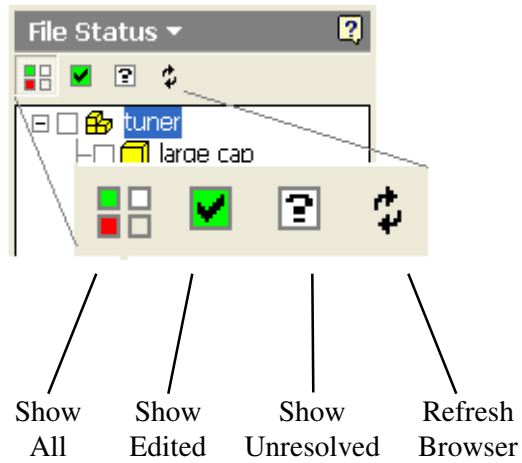 File Status
tuner
large cap
Show All
Show Edited
Show Unresolved
Refresh Browser